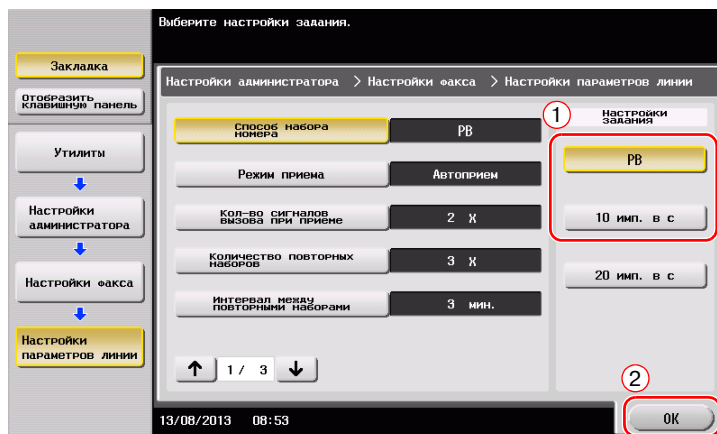 Выберите настройки задания.
Закладка
Отобразить
клавишную панель
Утилиты
Настройки
администратора
Настройки факса
Настройки
параметров линии
Настройки администратора > Настройки факса > Настройки параметров линии
Способ набора
номера
PB
Режим приема
Автоприем
Кол-во сигналов
вызова при приеме
2 X
Количество повторных
наборов
3 X
Интервал между
повторными наборами
3 мин.
1/ 3
1
Настройки
задания
PB
10 имп. в с
20 имп. в с
2
13/08/2013 08:53
OK